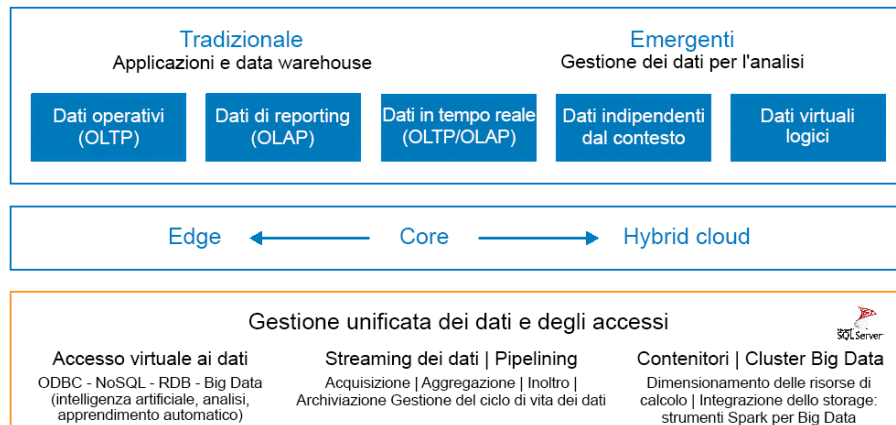 Tradizionale
Applicazioni e data warehouse
Emergenti
Gestione dei dati per l'analisi
Dati operativi
(OLTP)
Dati di reporting
(OLAP)
Dati in tempo reale
(OLTP/OLAP)
Dati indipendenti
dal contesto
Dati virtuali
logici
Edge
Core
Hybrid cloud
Gestione unificata dei dati e degli accessi
SQL Server
Accesso virtuale ai dati
ODBC - NoSQL - RDB - Big Data
(intelligenza artificiale, analisi,
apprendimento automatico)
Streaming dei dati | Pipelining
Acquisizione | Aggregazione | Inoltro |
Archiviazione Gestione del ciclo di vita dei dati
Contenitori | Cluster Big Data
Dimensionamento delle risorse di
calcolo | Integrazione dello storage:
strumenti Spark per Big Data